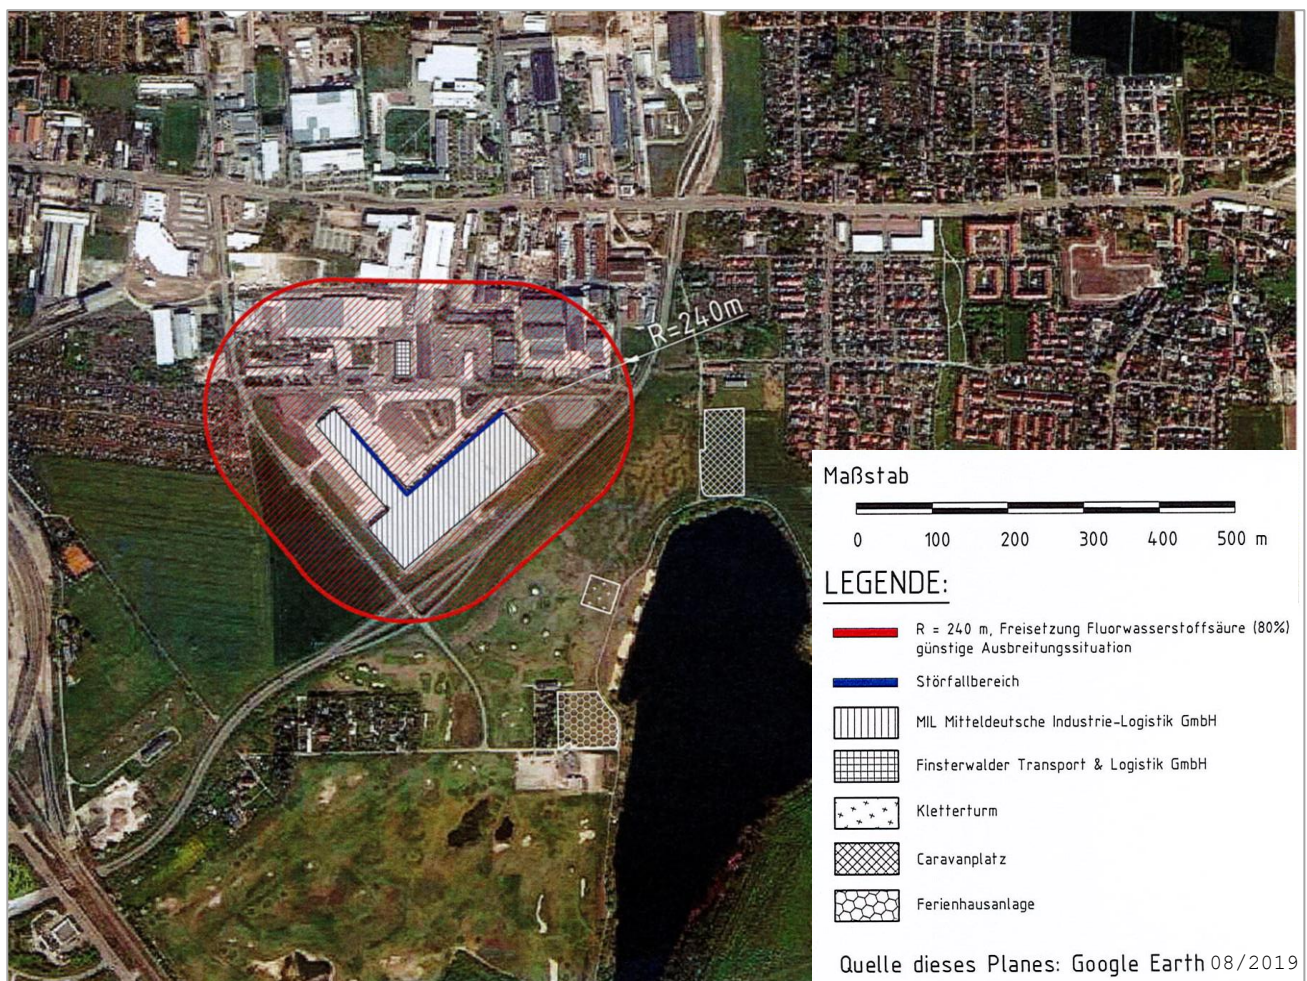 R=240m
Maßstab
0 100 200 300 400 500 m
LEGENDE:
R = 240 m, Freisetzung Fluorwasserstoffsäure (80%)
günstige Ausbreitungssituation
Störfallbereich
MIL Mitteldeutsche Industrie-Logistik GmbH
Finsterwalder Transport & Logistik GmbH
Kletterturm
Caravanplatz
Ferienhausanlage
Quelle dieses Planes: Google Earth 08/2019